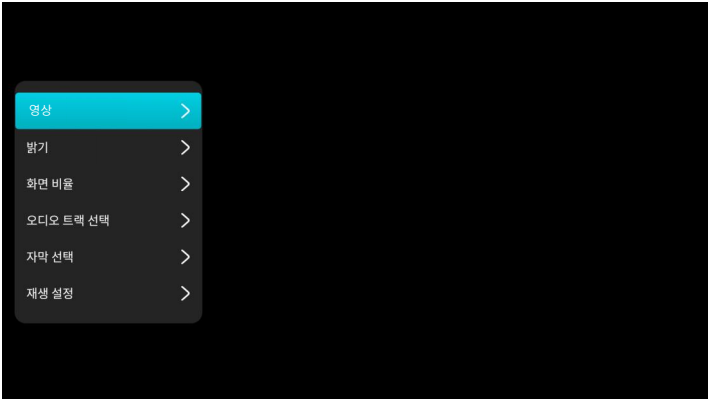 영상
밝기
화면 비율
오디오 트랙 선택
자막 선택
재생 설정